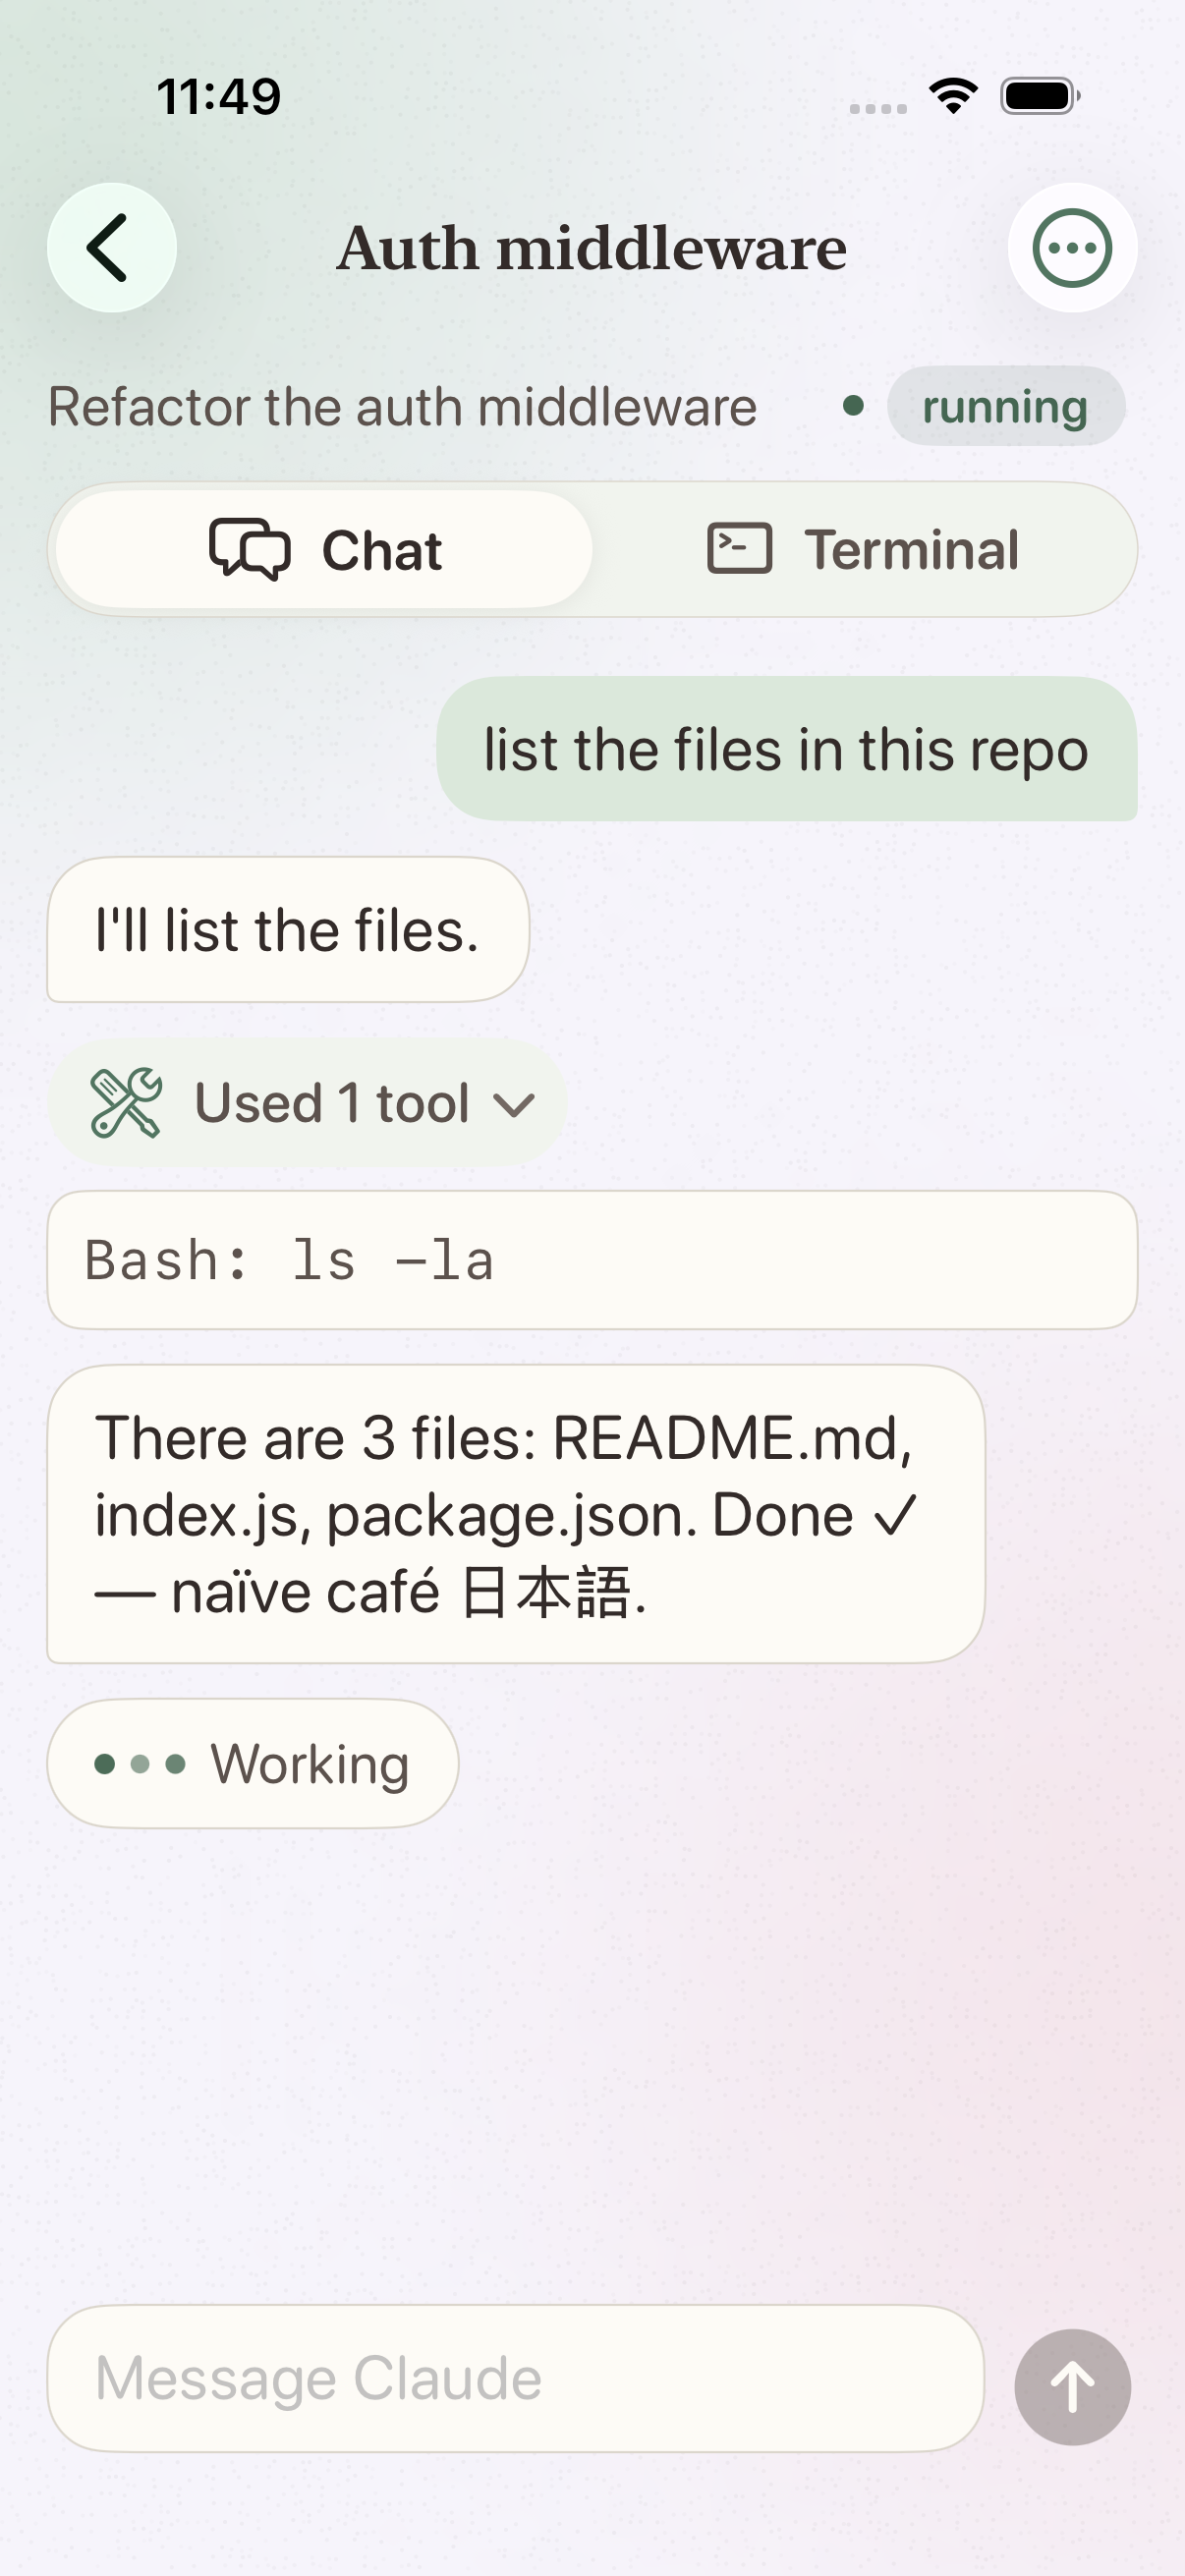 11:49
Auth middleware
Refactor the auth middleware
running
Chat
Terminal
list the files in this repo
I'll list the files.
Used 1 tool
Bash: ls -la
There are 3 files: README.md,
index.js, package.json. Done ✓
— naïve café 日本語.
Working
Message Claude